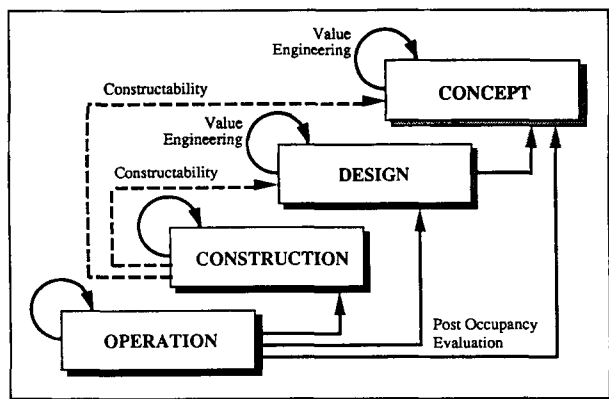 Value
Engineering
Constructability
CONCEPT
Value
Engineering
Constructability
DESIGN
CONSTRUCTION
OPERATION
Post Occupancy
Evaluation